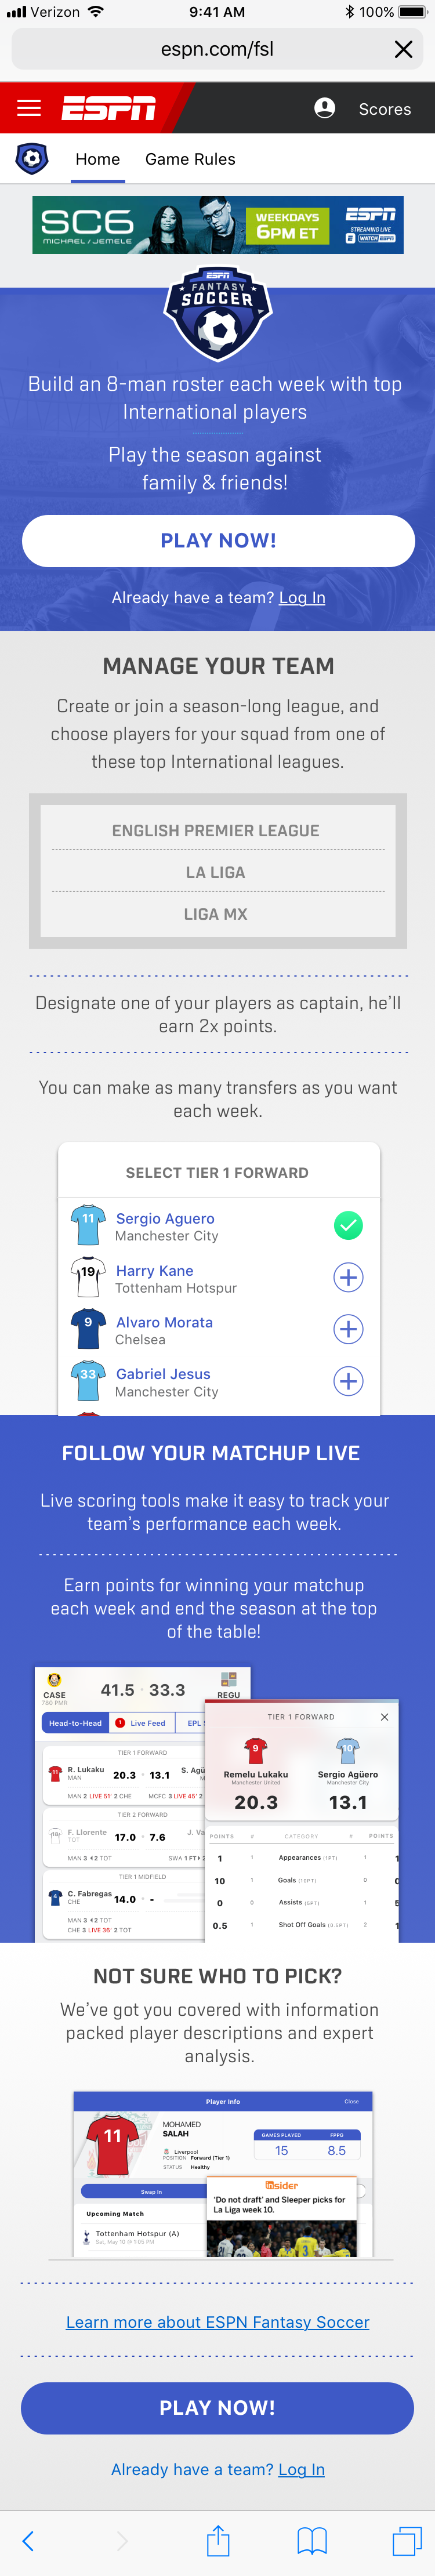 Verizon 9:41 AM 100%
espn.com/fsl
ESPN Scores
Home Game Rules
SC6 WEEKDAYS ESPN
6PM ET STREAMING LIVE
MICHAEL / JEMELE WATCH ESPN
ESPN
FANTASY
SOCCER
Build an 8-man roster each week with top
International players
Play the season against
family & friends!
PLAY NOW!
Already have a team? Log In
MANAGE YOUR TEAM
Create or join a season-long league, and
choose players for your squad from one of
these top International leagues.
ENGLISH PREMIER LEAGUE
LA LIGA
LIGA MX
Designate one of your players as captain, he’ll
earn 2x points.
You can make as many transfers as you want
each week.
SELECT TIER 1 FORWARD
11 Sergio Aguero
Manchester City
19 Harry Kane
Tottenham Hotspur
9 Alvaro Morata
Chelsea
33 Gabriel Jesus
Manchester City
FOLLOW YOUR MATCHUP LIVE
Live scoring tools make it easy to track your
team’s performance each week.
Earn points for winning your matchup
each week and end the season at the top
of the table!
CASE 41.5 33.3 REGU
780 PMR
Head-to-Head 1 Live Feed EPL
TIER 1 FORWARD
R. Lukaku 20.3 13.1 S. Agü
MAN
MAN 2 LIVE 51' 2 CHE MCFC 3 LIVE 45' 2
TIER 2 FORWARD
F. Llorente 17.0 7.6 J. Va
TOT
MAN 3 42 TOT SWA 1 FT 2
TIER 1 MIDFIELD
C. Fabregas 14.0 -
CHE
MAN 3 42 TOT
CHE 3 LIVE 36' 2 TOT
TIER 1 FORWARD
9 10
Remelu Lukaku Sergio Agüero
Manchester United Manchester City
20.3 13.1
POINTS # CATEGORY # POINTS
1 1 Appearances (1PT) 1 1
10 1 Goals (10PT) 0
0 0 Assists (5PT) 1
0.5 1 Shot Off Goals (0.5PT) 2 1
NOT SURE WHO TO PICK?
We’ve got you covered with information
packed player descriptions and expert
analysis.
Player Info Close
11 MOHAMED
SALAH
Liverpool
POSITION Forward (Tier 1)
STATUS Healthy
GAMES PLAYED FPPG
15 8.5
Swap In
Upcoming Match
Tottenham Hotspur (A)
Sat, May 10 @ 1:05 PM
Insider
'Do not draft' and Sleeper picks for
La Liga week 10.
Learn more about ESPN Fantasy Soccer
PLAY NOW!
Already have a team? Log In